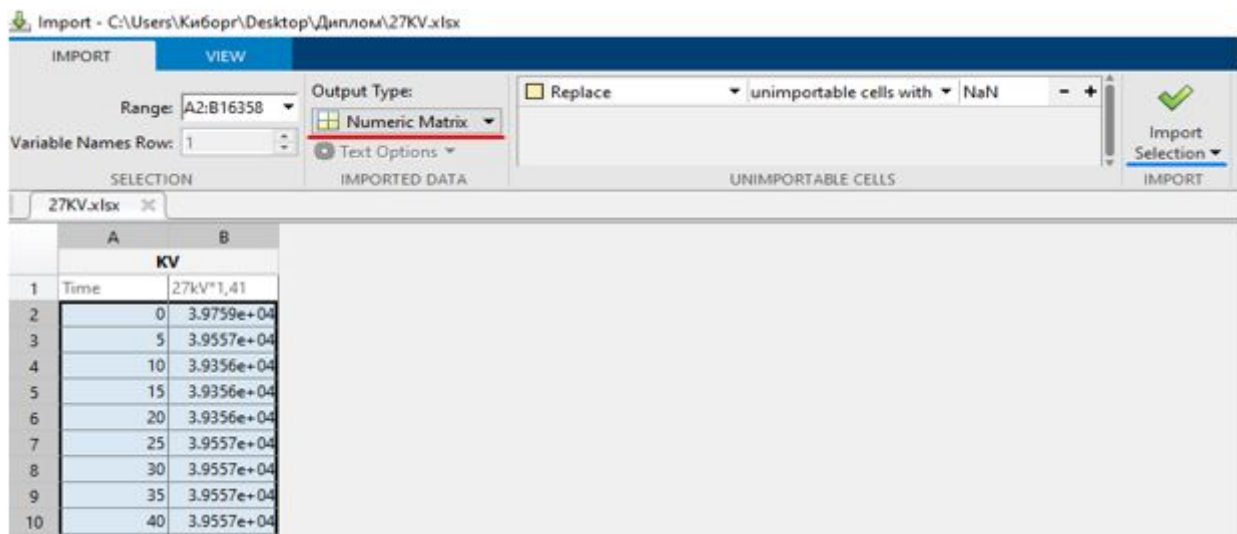 Import - C:\Users\Киборг\Desktop\Диплом\27KV.xlsx
IMPORT VIEW
Range: A2:B16358
Variable Names Row: 1
SELECTION
Output Type:
Numeric Matrix
Text Options
IMPORTED DATA
Replace unimportable cells with NaN - +
UNIMPORTABLE CELLS
Import
Selection
IMPORT
27KV.xlsx
A B
KV
1 Time 27kV*1,41
2 0 3.9759e+04
3 5 3.9557e+04
4 10 3.9356e+04
5 15 3.9356e+04
6 20 3.9356e+04
7 25 3.9557e+04
8 30 3.9557e+04
9 35 3.9557e+04
10 40 3.9557e+04